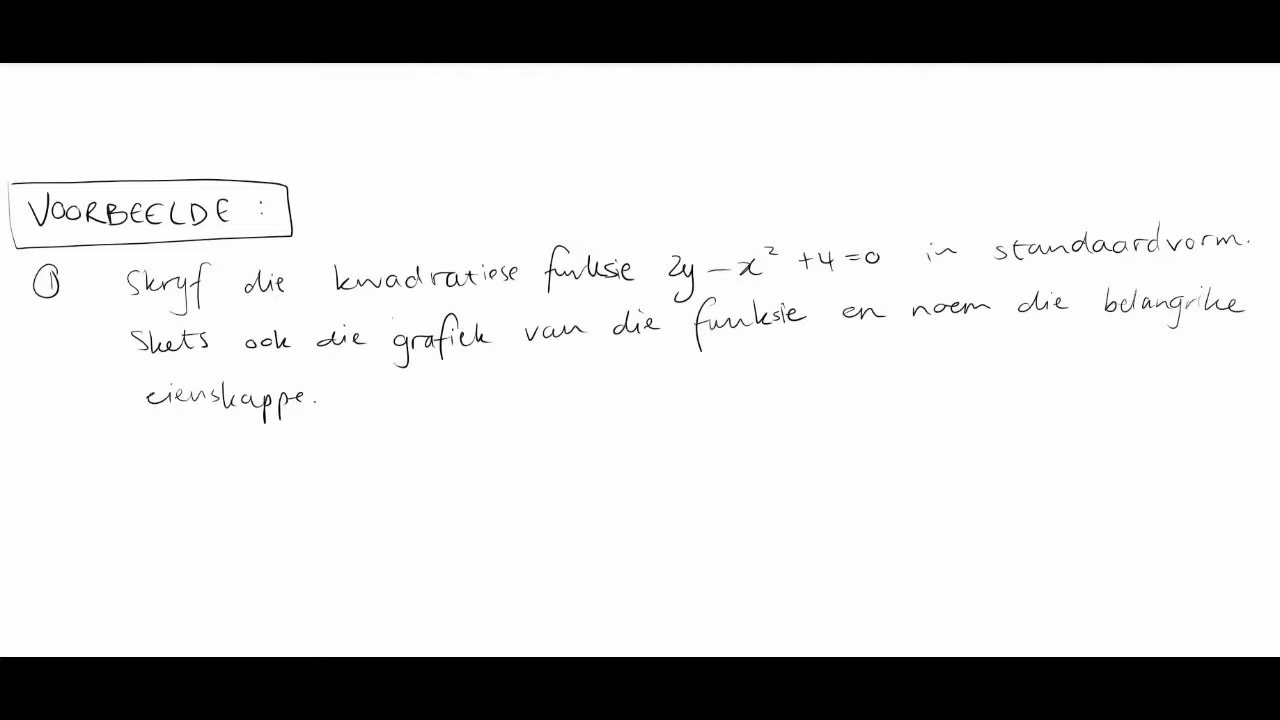 VOORBEELDE :
① Skryf die kwadratiese funksie 2y - x² + 4 = 0 in standaardvorm.
Skets ook die grafiek van die funksie en noem die belangrike
eienskappe.